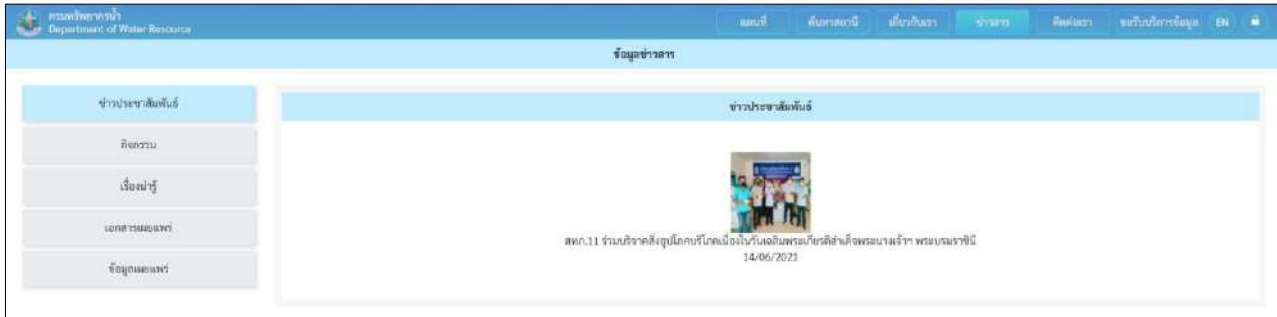 กรมทรัพยากรน้ำ
Department of Water Resource
แผนที่ ค้นหาสถานี เกี่ยวกับเรา ข่าวสาร ติดต่อเรา ขอรับบริการข้อมูล EN
ข้อมูลข่าวสาร
ข่าวประชาสัมพันธ์
กิจกรรม
เรื่องน่ารู้
เอกสารเผยแพร่
ข้อมูลเผยแพร่
ข่าวประชาสัมพันธ์
สทภ.11 ร่วมบริจาคสิ่งอุปโภคบริโภคเนื่องในวันเฉลิมพระเกียรติสำเด็จพระนางเจ้าฯ พระบรมราชินี
14/06/2021